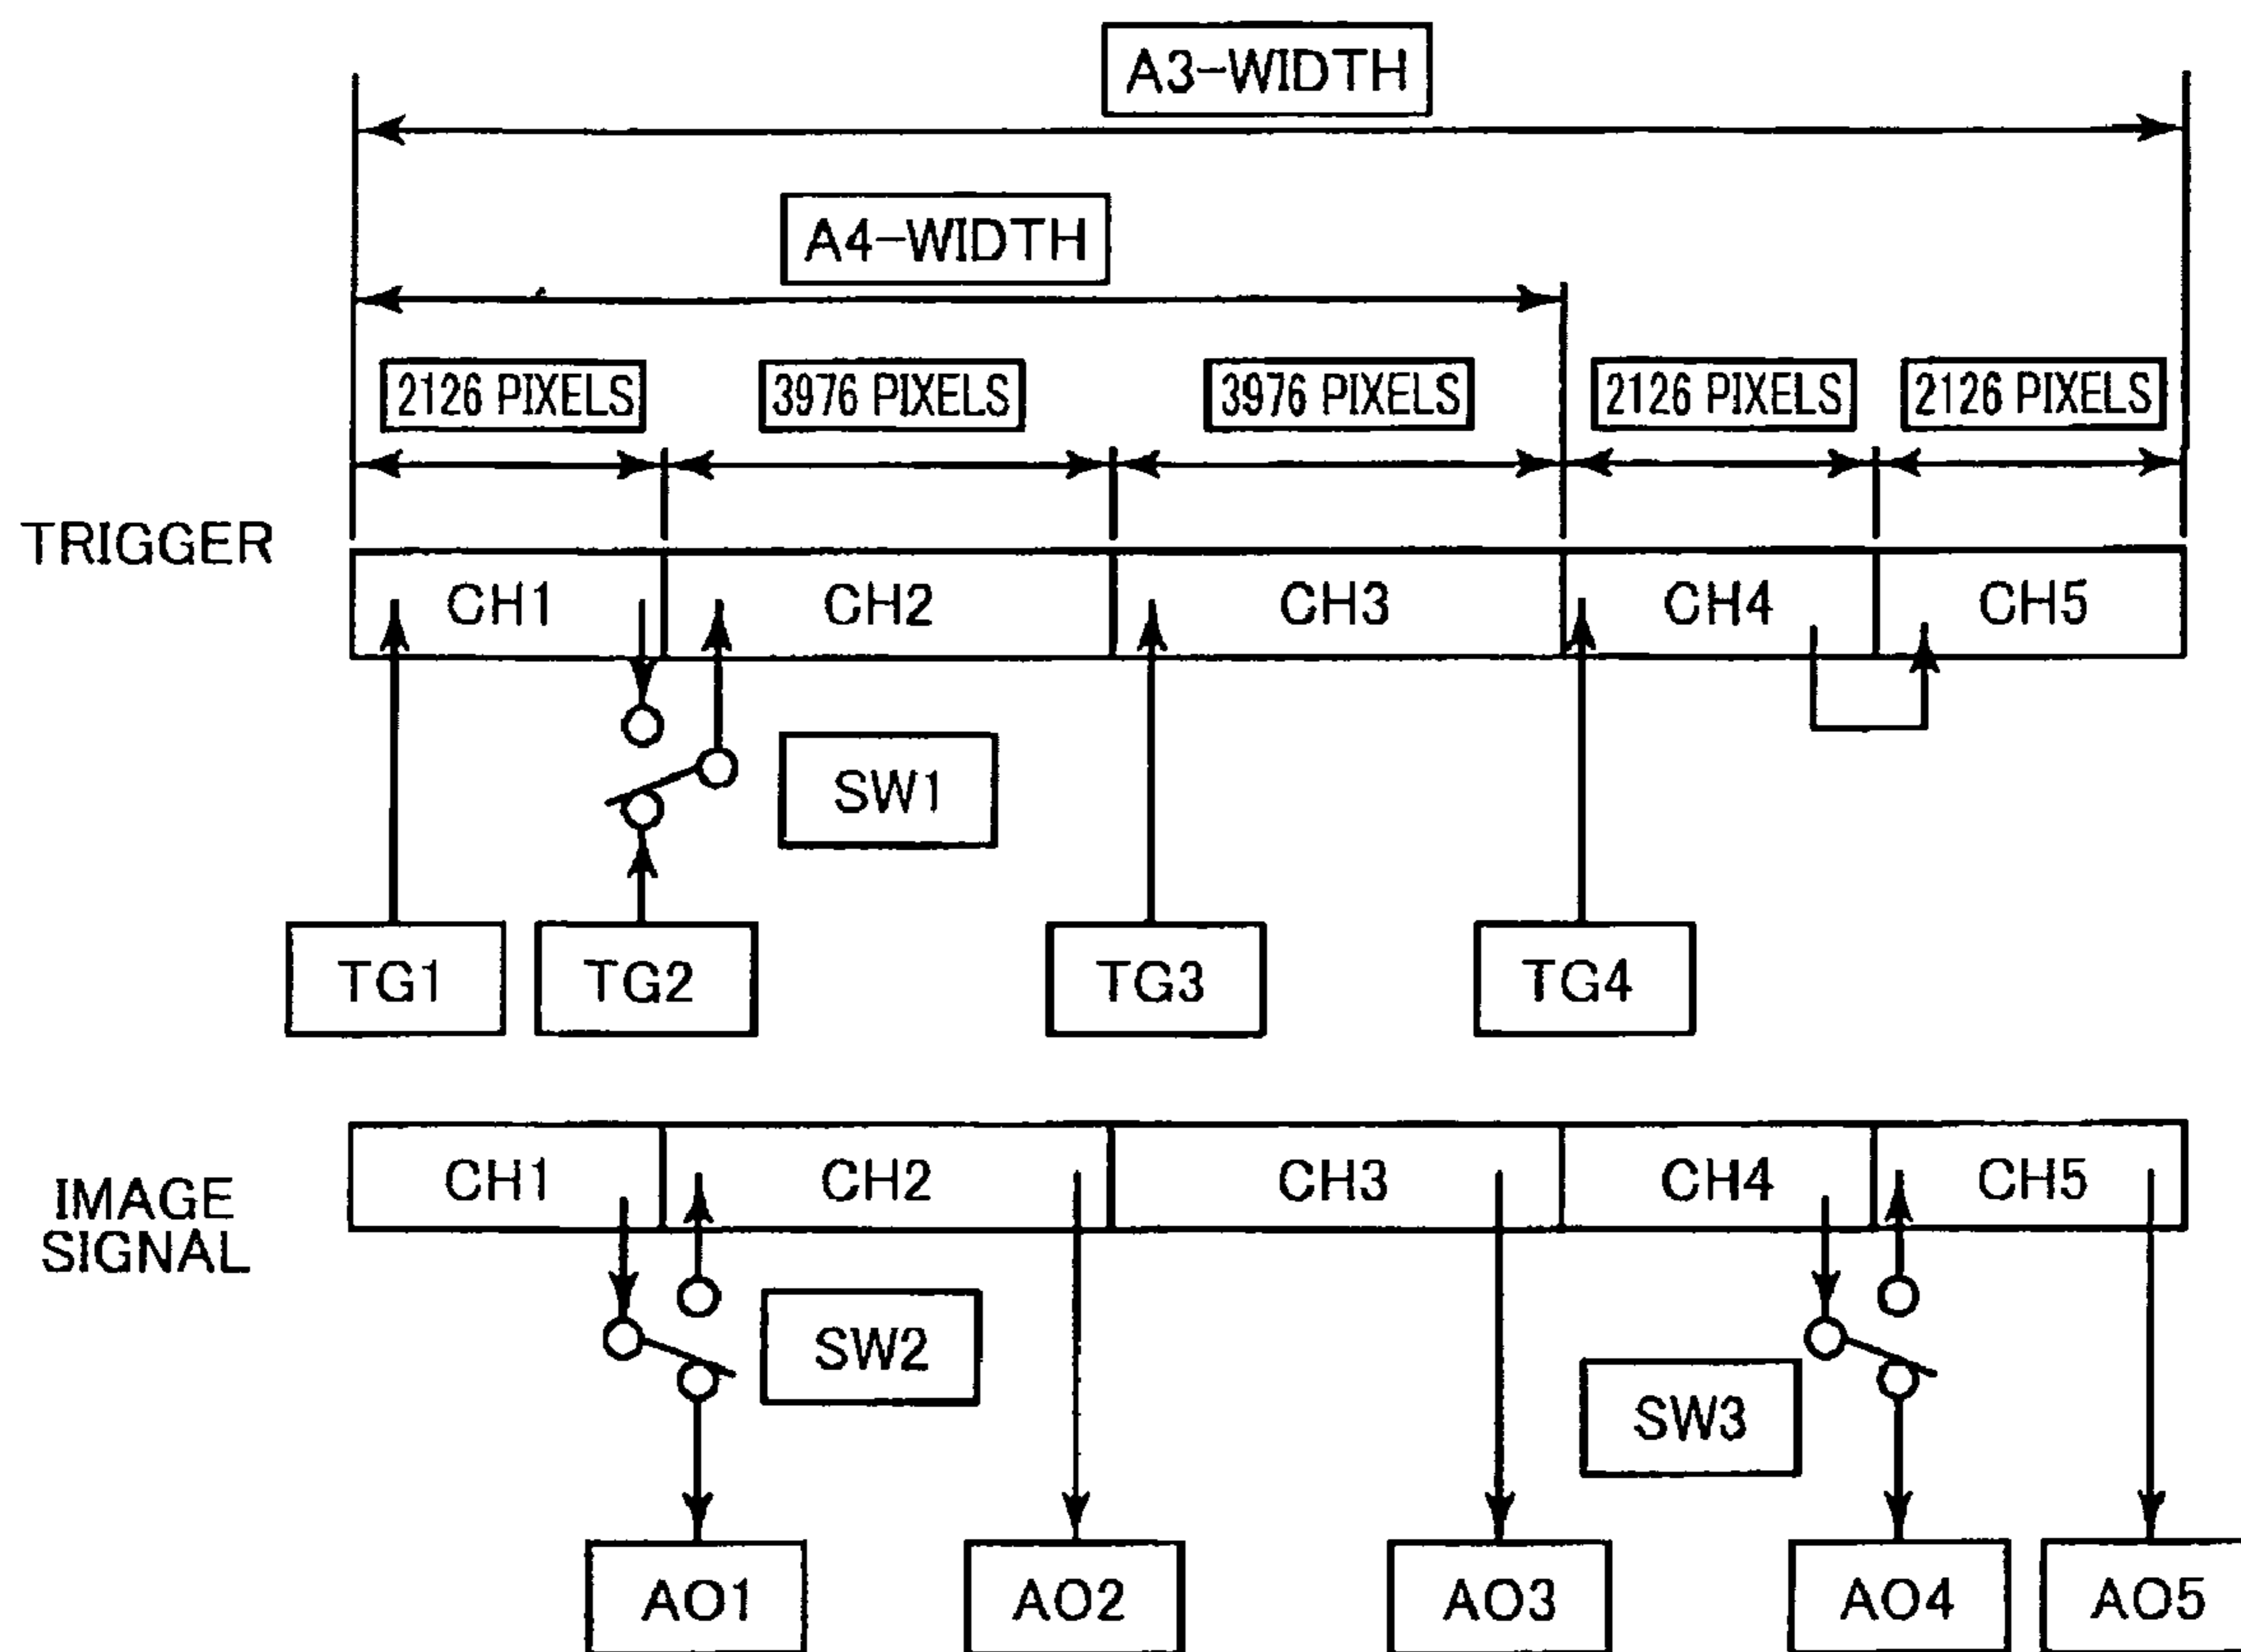 A3-WIDTH
A4-WIDTH
2126 PIXELS
3976 PIXELS
3976 PIXELS
2126 PIXELS
2126 PIXELS
TRIGGER
CH1
CH2
CH3
CH4
CH5
SW1
TG1
TG2
TG3
TG4
IMAGE
SIGNAL
CH1
CH2
CH3
CH4
CH5
SW2
SW3
AO1
AO2
AO3
AO4
AO5